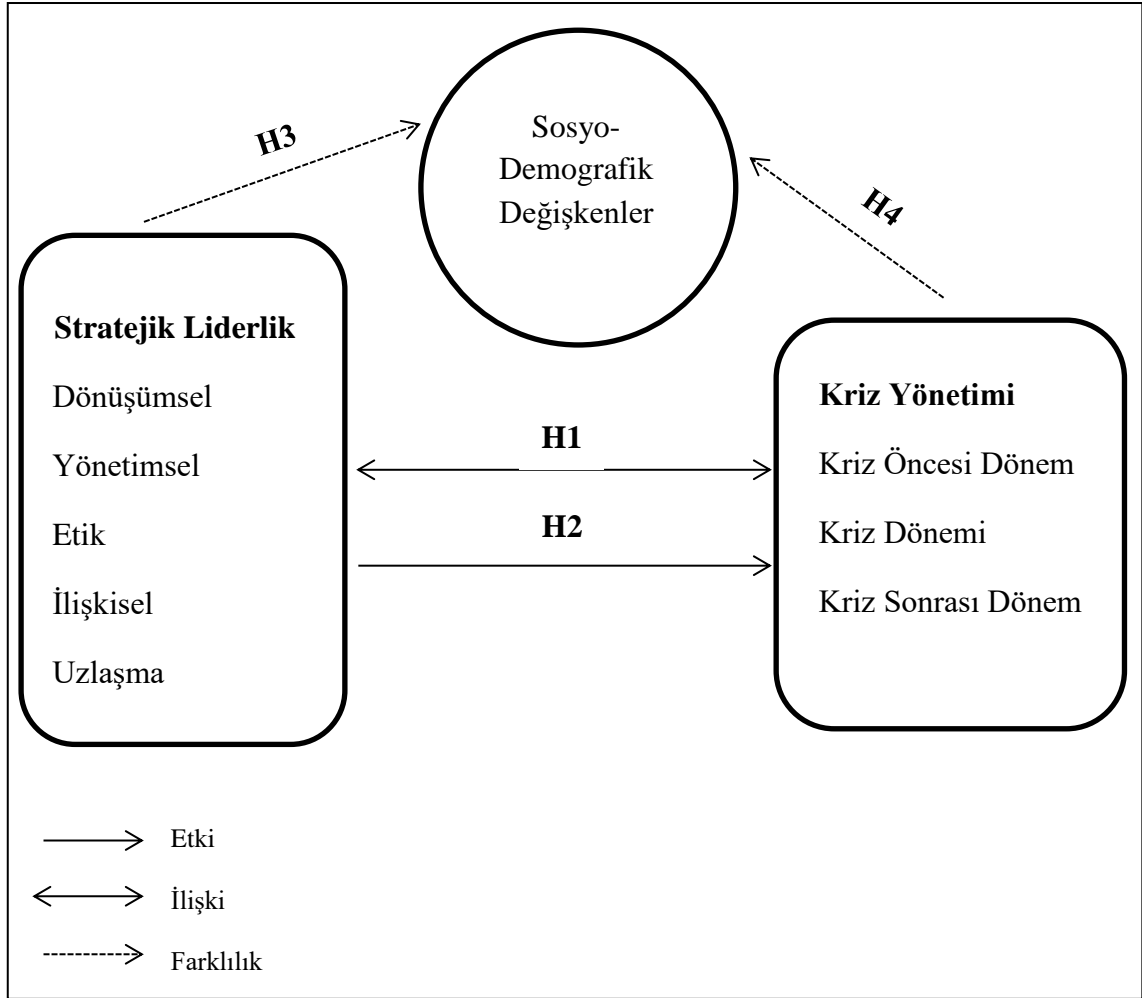 Sosyo-
Demografik
Değişkenler
H3
H4
Stratejik Liderlik
Dönüşümsel
Yönetimsel
Etik
İlişkisel
Uzlaşma
H1
H2
Kriz Yönetimi
Kriz Öncesi Dönem
Kriz Dönemi
Kriz Sonrası Dönem
Etki
İlişki
Farklılık